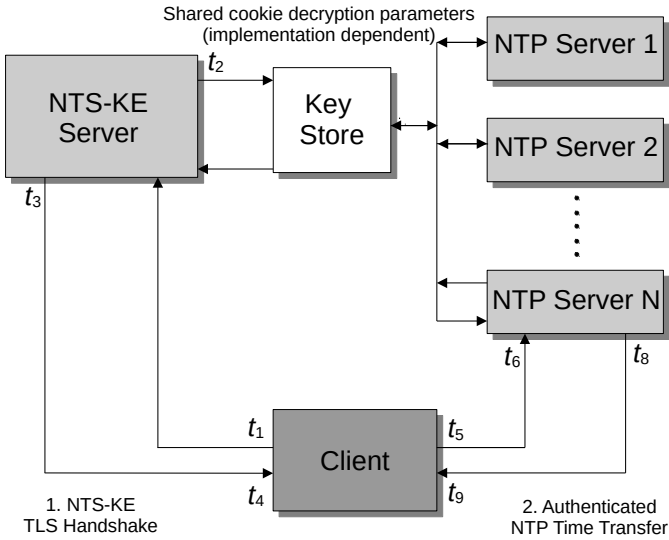 Shared cookie decryption parameters
(implementation dependent)
NTS-KE
Server
t2
Key
Store
NTP Server 1
NTP Server 2
NTP Server N
t3
t6
t8
t1
t5
Client
t4
t9
1. NTS-KE
TLS Handshake
2. Authenticated
NTP Time Transfer